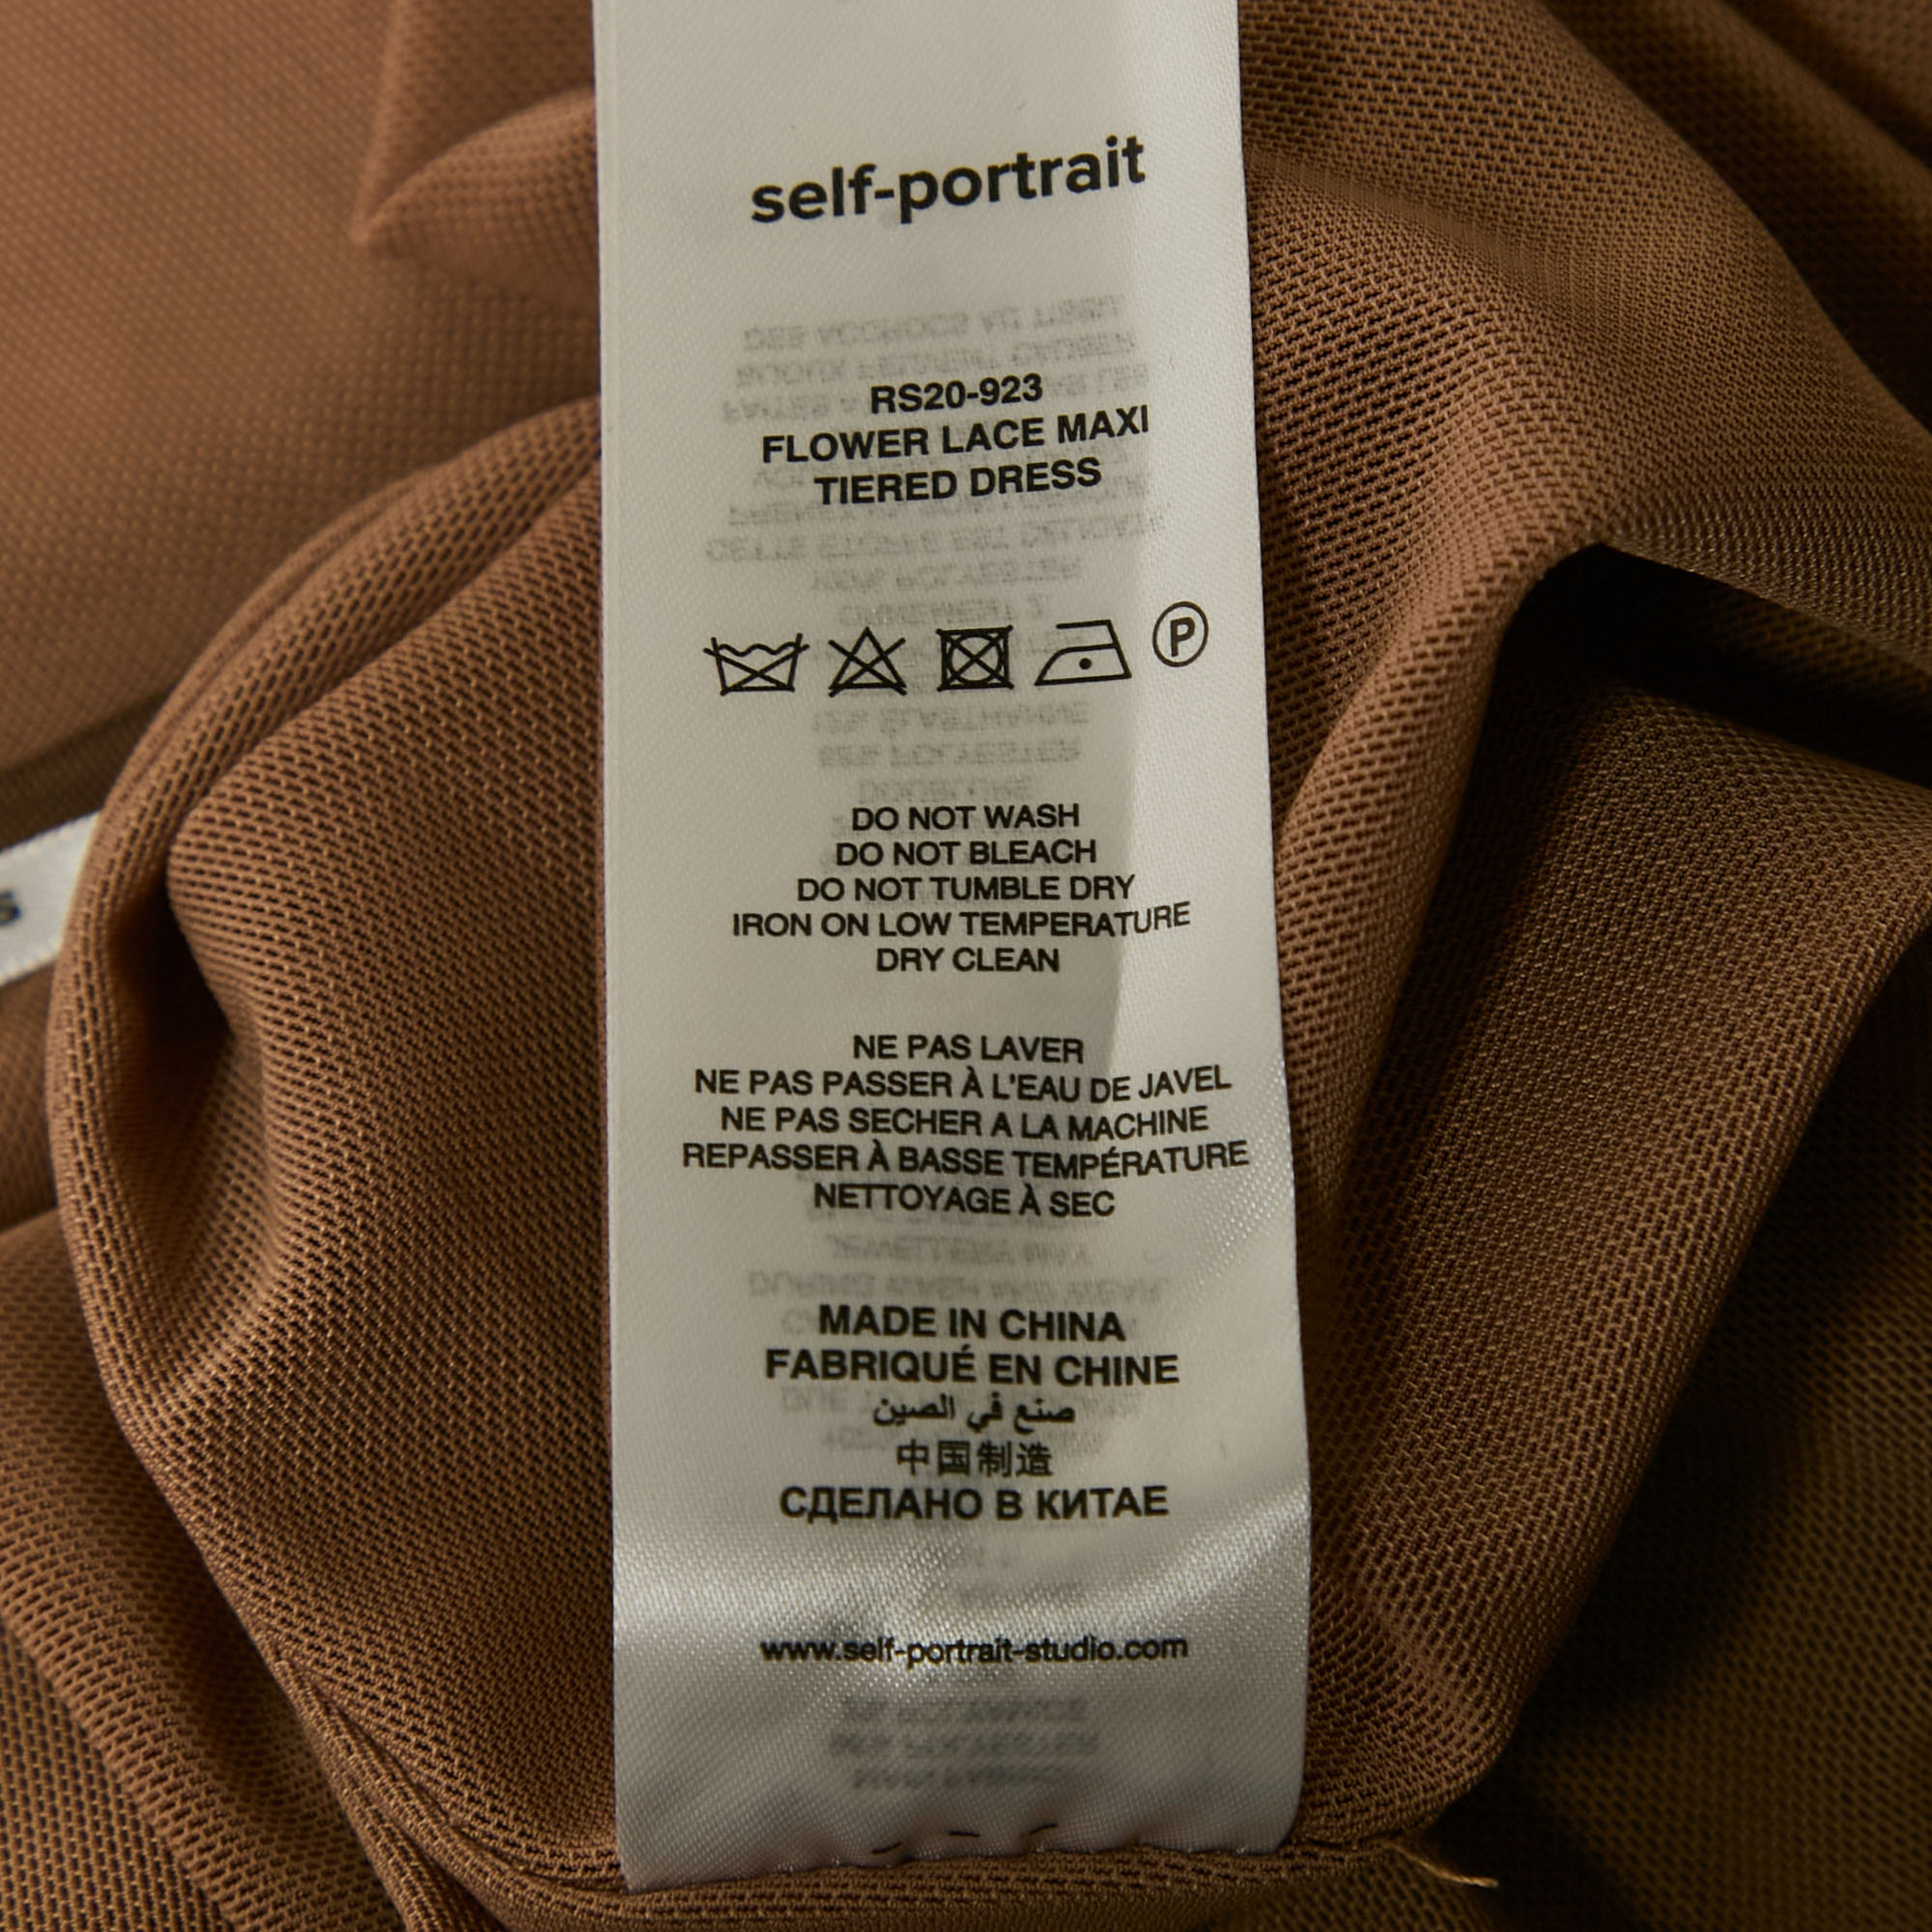 self-portrait
RS20-923
FLOWER LACE MAXI
TIERED DRESS
P
DO NOT WASH
DO NOT BLEACH
DO NOT TUMBLE DRY
IRON ON LOW TEMPERATURE
DRY CLEAN
NE PAS LAVER
NE PAS PASSER À L'EAU DE JAVEL
NE PAS SECHER A LA MACHINE
REPASSER À BASSE TEMPÉRATURE
NETTOYAGE À SEC
MADE IN CHINA
FABRIQUÉ EN CHINE
صنع في الصين
中国制造
СДЕЛАНО В КИТАЕ
www.self-portrait-studio.com